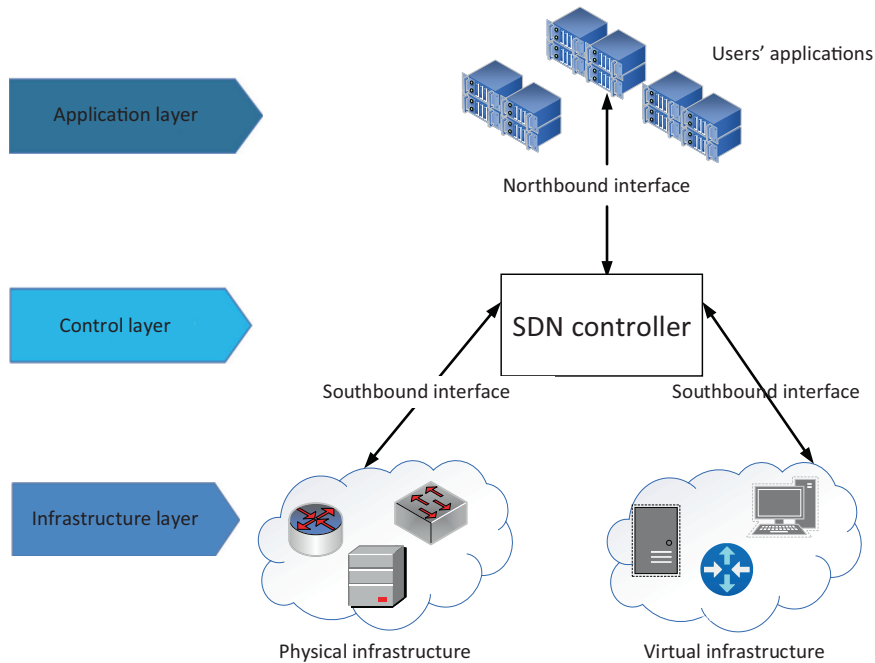 Users' applications
Application layer
Northbound interface
Control layer
SDN controller
Southbound interface
Southbound interface
Infrastructure layer
Physical infrastructure
Virtual infrastructure